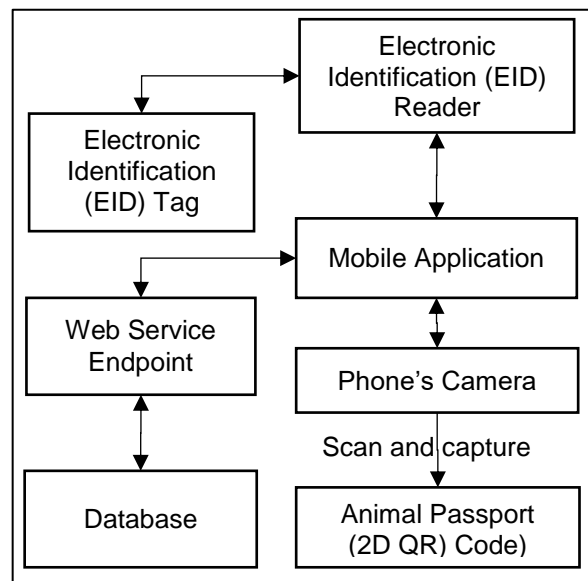 Electronic
Identification (EID)
Reader
Electronic
Identification
(EID) Tag
Mobile Application
Web Service
Endpoint
Phone's Camera
Scan and capture
Database
Animal Passport
(2D QR) Code)